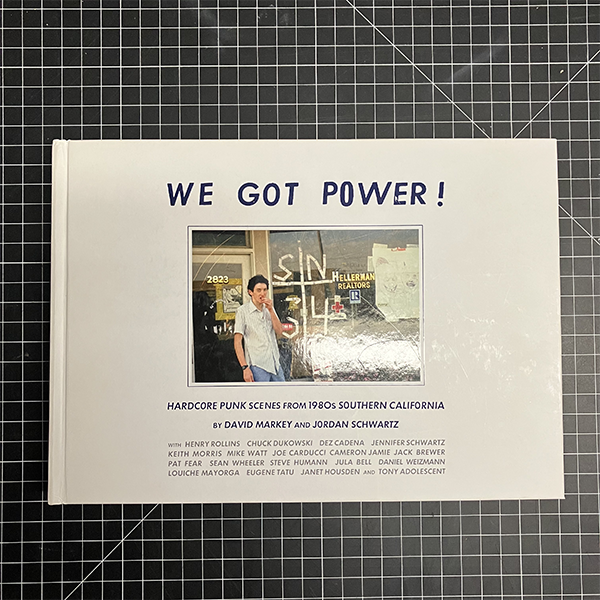 WE GOT POWER!
2823
SIN
34
HELLERMAN
REALTORS
R
HARDCORE PUNK SCENES FROM 1980s SOUTHERN CALIFORNIA
BY DAVID MARKEY AND JORDAN SCHWARTZ
WITH HENRY ROLLINS CHUCK DUKOWSKI DEZ CADENA JENNIFER SCHWARTZ
KEITH MORRIS MIKE WATT JOE CARDUCCI CAMERON JAMIE JACK BREWER
PAT FEAR SEAN WHEELER STEVE HUMANN JULA BELL DANIEL WEIZMANN
LOUICHE MAYORGA EUGENE TATU JANET HOUSDEN AND TONY ADOLESCENT